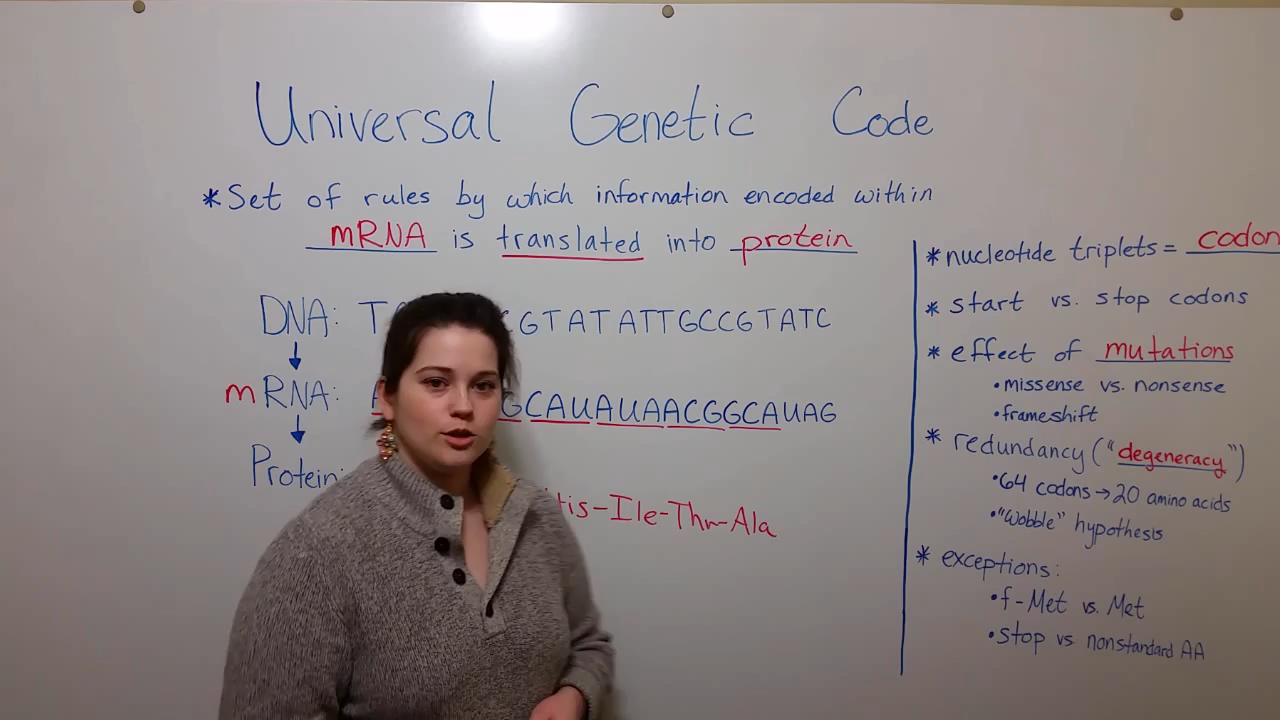 Universal Genetic Code
*Set of rules by which information encoded within
mRNA is translated into protein
DNA: T GTATATTGCCGTATC
mRNA: GCAUAUAACGGCAUAG
Protein:
-Ile-Thr-Ala
*nucleotide triplets = codon
*start vs. stop codons
*effect of mutations
•missense vs. nonsense
•frameshift
*redundancy ("degeneracy")
•64 codons→20 amino acids
•"Wobble" hypothesis
*exceptions:
•f-Met vs. Met
•stop vs nonstandard AA